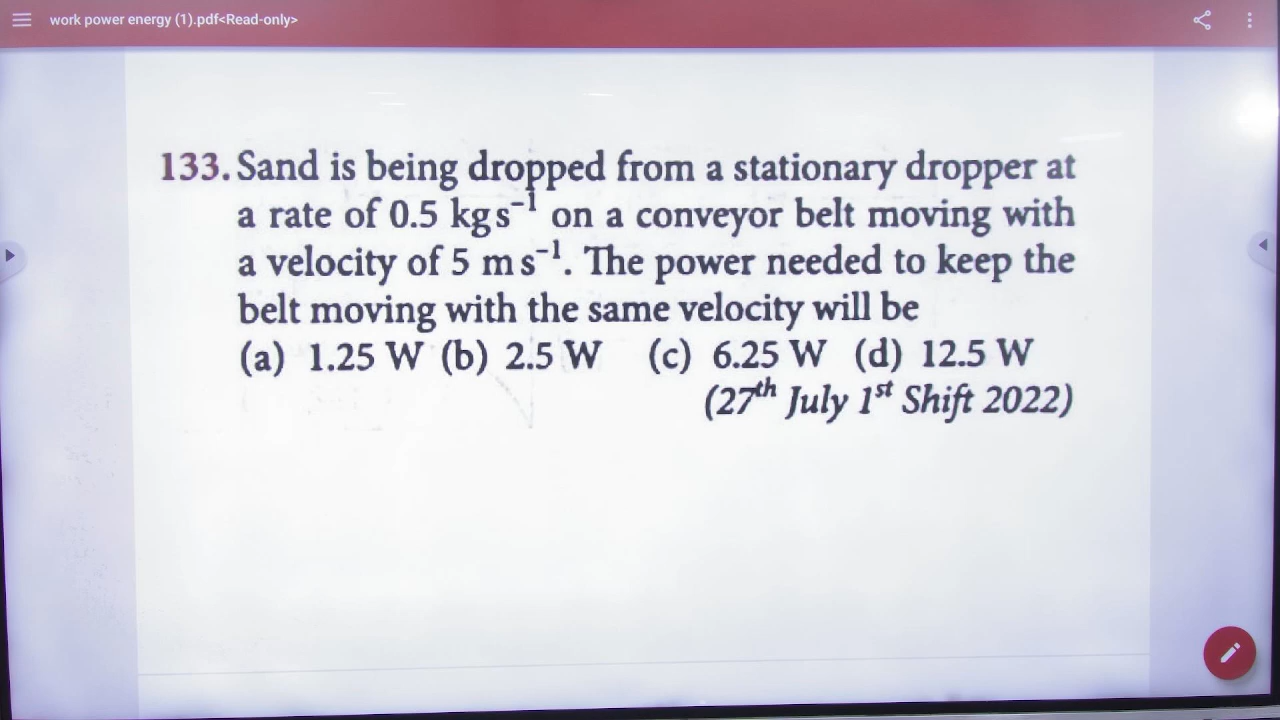 work power energy (1).pdf<Read-only>
133. Sand is being dropped from a stationary dropper at
a rate of 0.5 kg s⁻¹ on a conveyor belt moving with
a velocity of 5 m s⁻¹. The power needed to keep the
belt moving with the same velocity will be
(a) 1.25 W (b) 2.5 W (c) 6.25 W (d) 12.5 W
(27th July 1st Shift 2022)